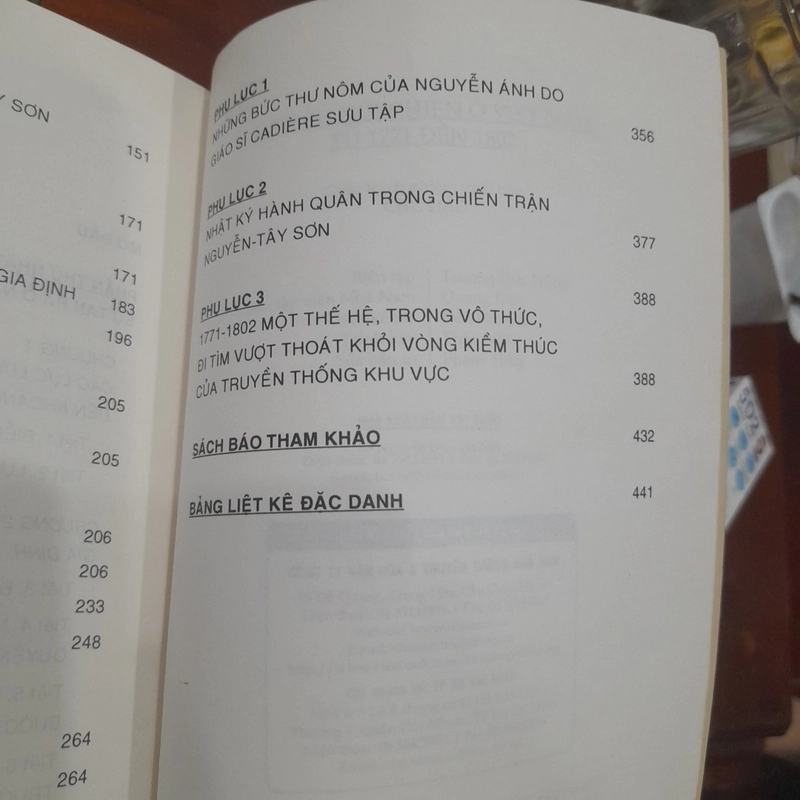 Y SƠN
151
171
171
GIA ĐỊNH
183
196
205
205
206
206
233
248
264
264
PHỤ LỤC 1
NHỮNG BỨC THƯ NÔM CỦA NGUYỄN ÁNH DO
GIÁO SĨ CADIÈRE SƯU TẬP
356
PHỤ LỤC 2
NHẬT KÝ HÀNH QUÂN TRONG CHIẾN TRẬN
NGUYỄN-TÂY SƠN
377
PHỤ LỤC 3
388
1771-1802 MỘT THẾ HỆ, TRONG VÔ THỨC,
ĐI TÌM VƯỢT THOÁT KHỎI VÒNG KIỀM THÚC
CỦA TRUYỀN THỐNG KHU VỰC
388
SÁCH BÁO THAM KHẢO
432
BẢNG LIỆT KÊ ĐẶC DANH
441